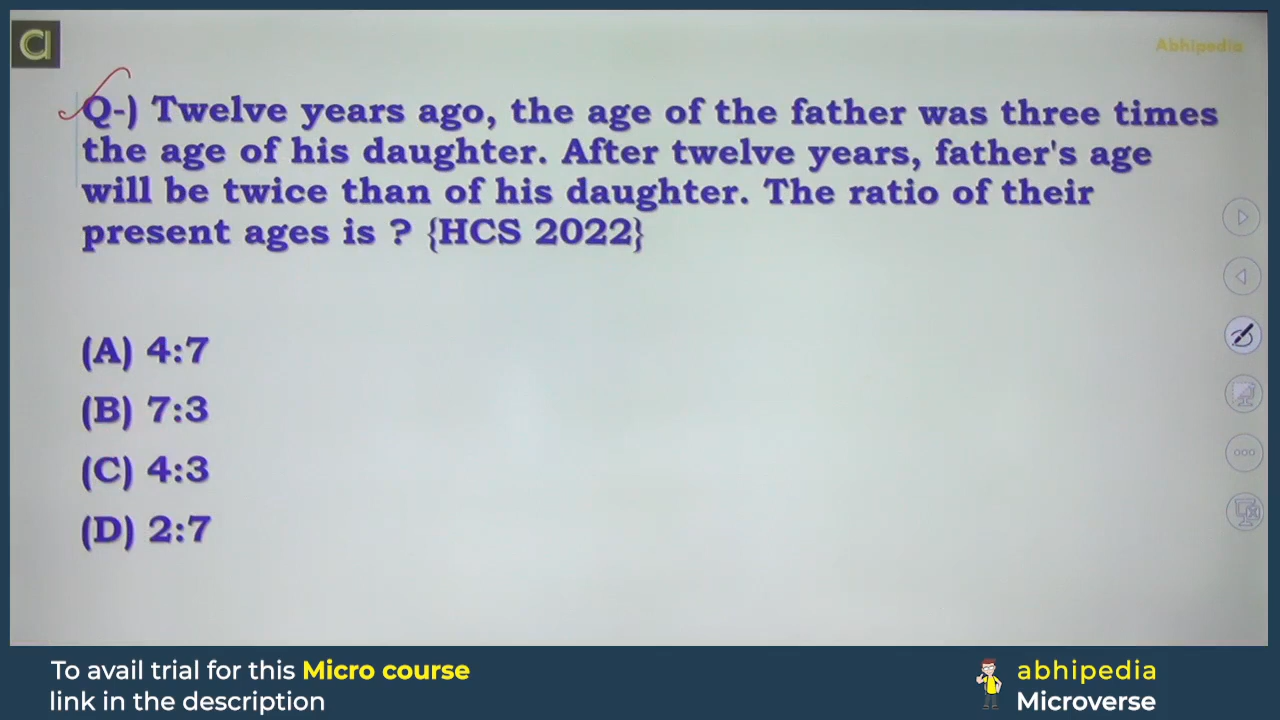 Abhipedia
Q-) Twelve years ago, the age of the father was three times
the age of his daughter. After twelve years, father's age
will be twice than of his daughter. The ratio of their
present ages is ? {HCS 2022}
(A) 4:7
(B) 7:3
(C) 4:3
(D) 2:7
To avail trial for this Micro course
link in the description
abhipedia
Microverse